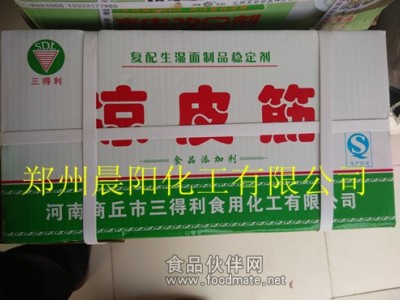 SDL
三得利
复配生湿面制品稳定剂
凉皮筋
食品添加剂
郑州晨阳化工有限公司
河南商丘市三得利食用化工有限公司
食品伙伴网
www.foodmate.net